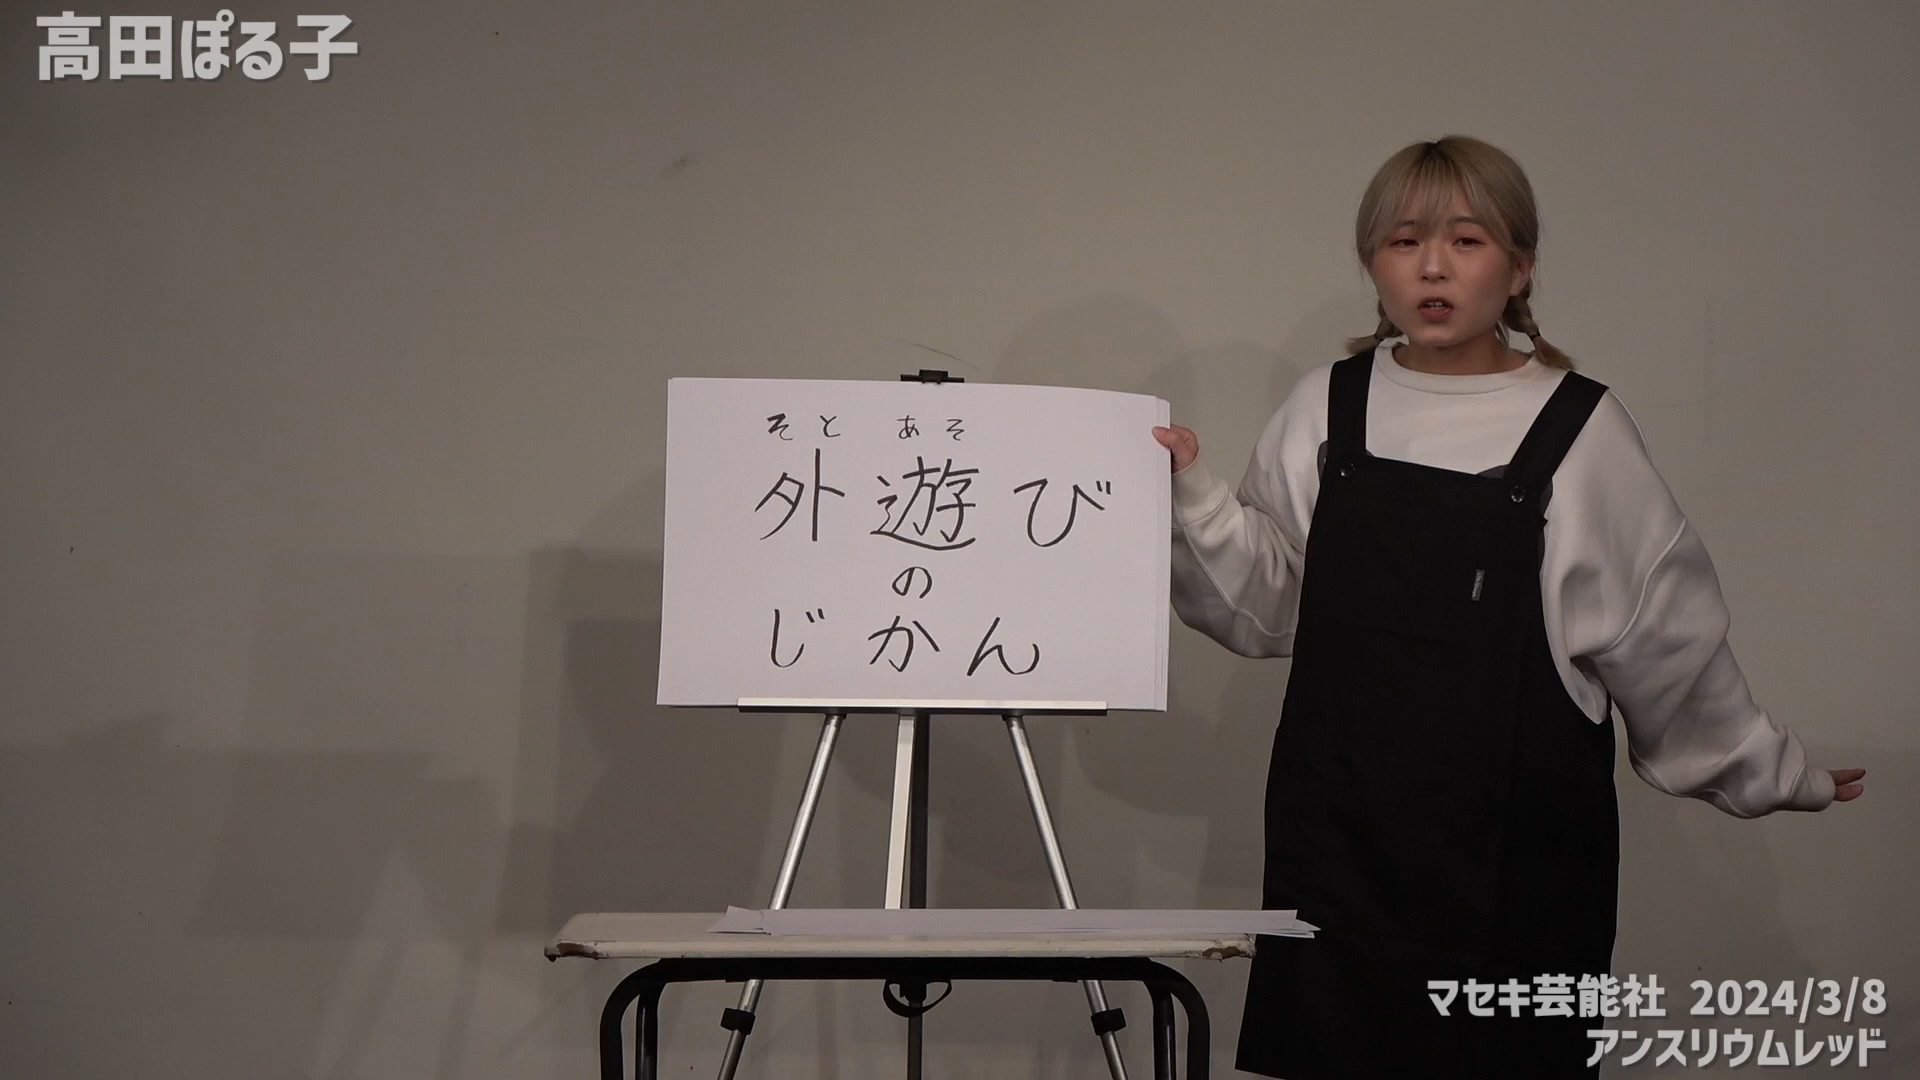 高田ぽる子
そと あそ
外遊び
の
じかん
マセキ芸能社 2024/3/8
アンスリウムレッド